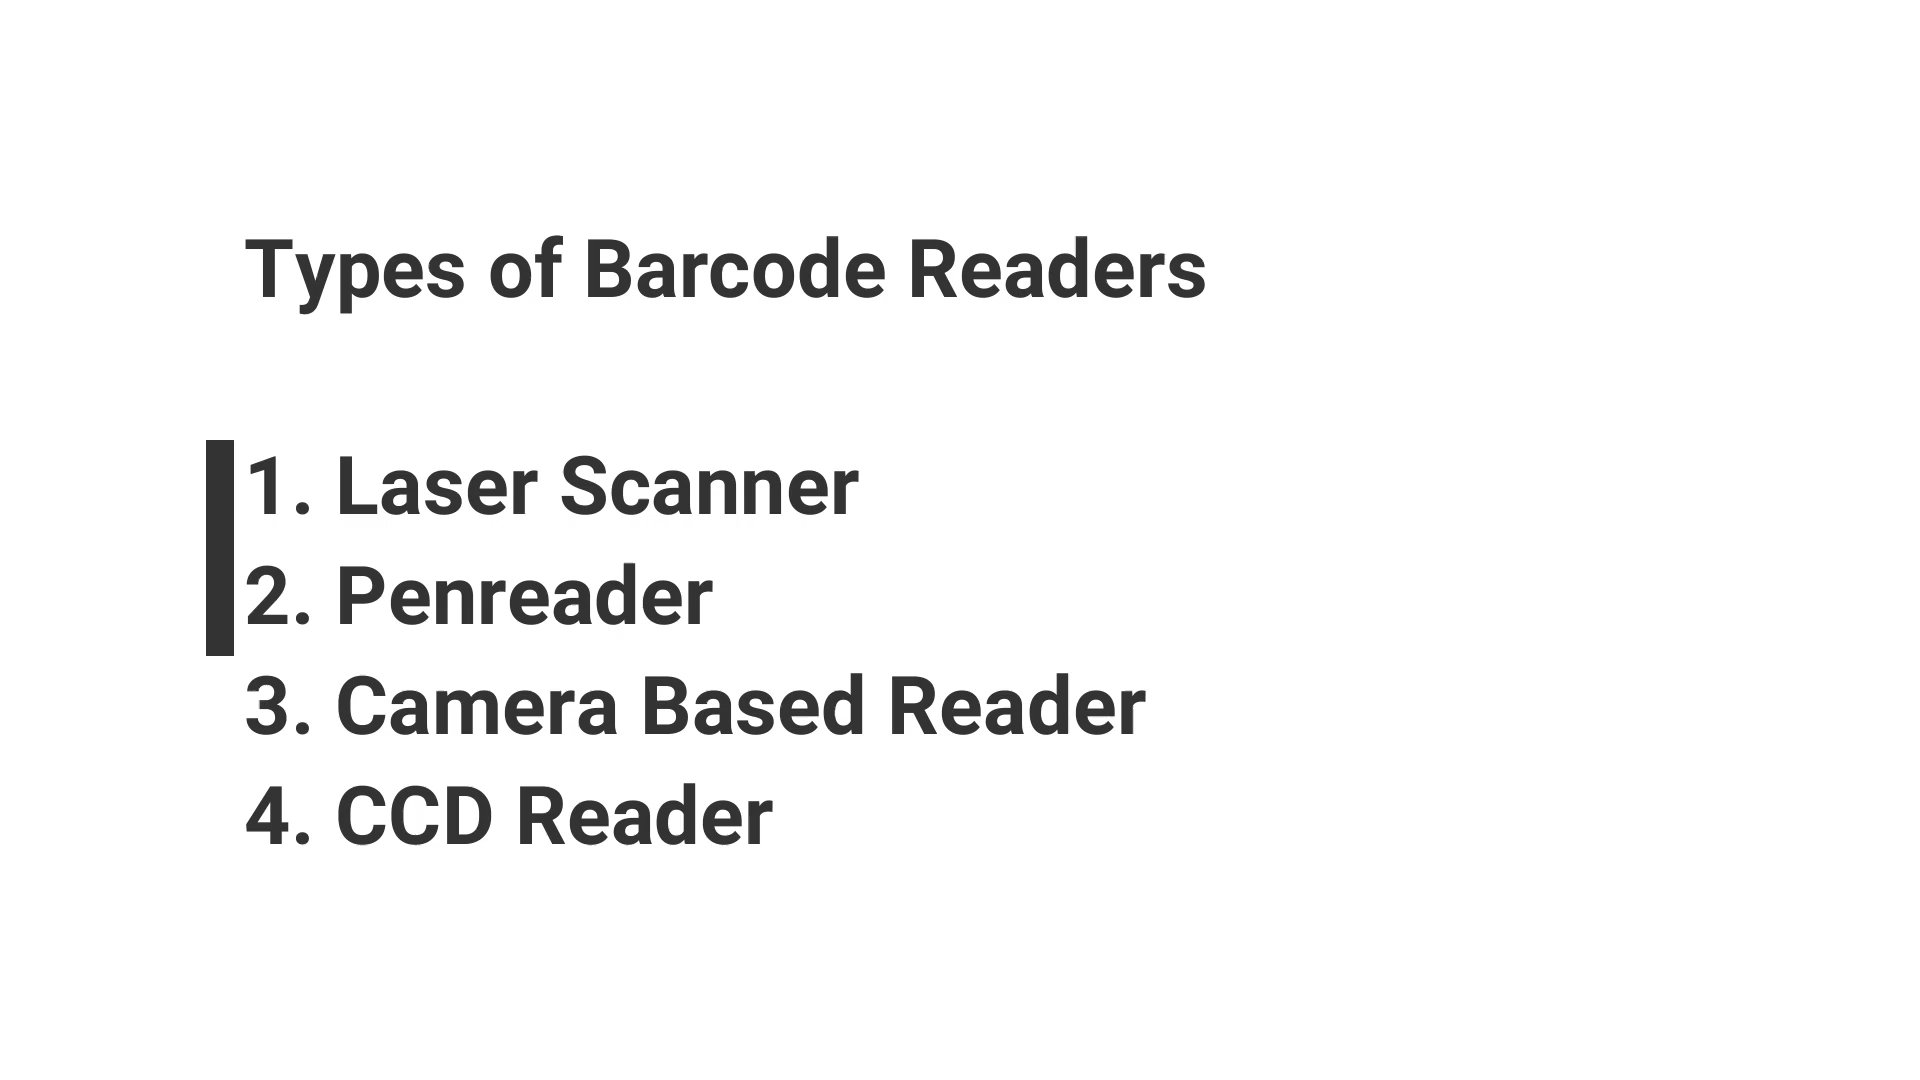 Types of Barcode Readers
1. Laser Scanner
2. Penreader
3. Camera Based Reader
4. CCD Reader